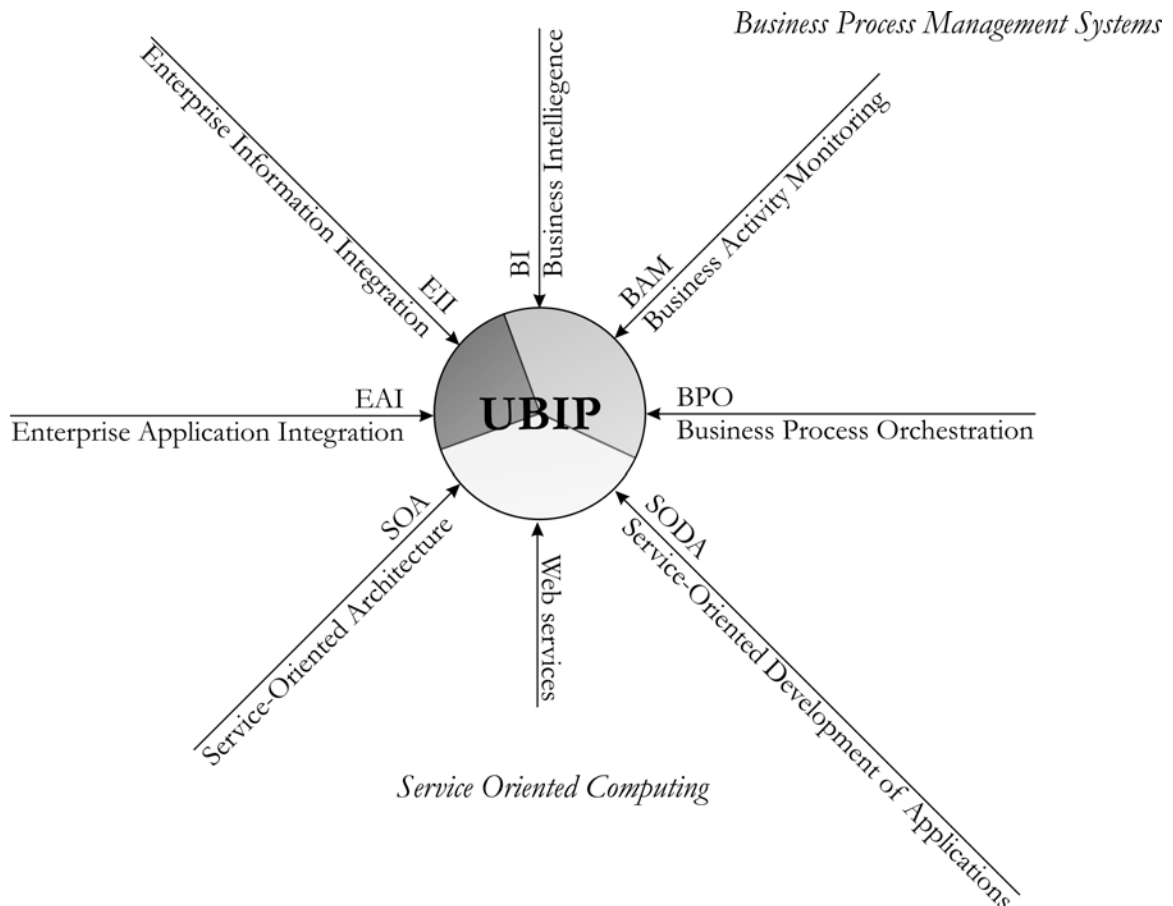 Business Process Management Systems
Enterprise Information Integration
EII
BI
Business Intelliegence
BAM
Business Activity Monitoring
EAI
Enterprise Application Integration
UBIP
BPO
Business Process Orchestration
SOA
Service-Oriented Architecture
Web services
SODA
Service-Oriented Development of Applications
Service Oriented Computing